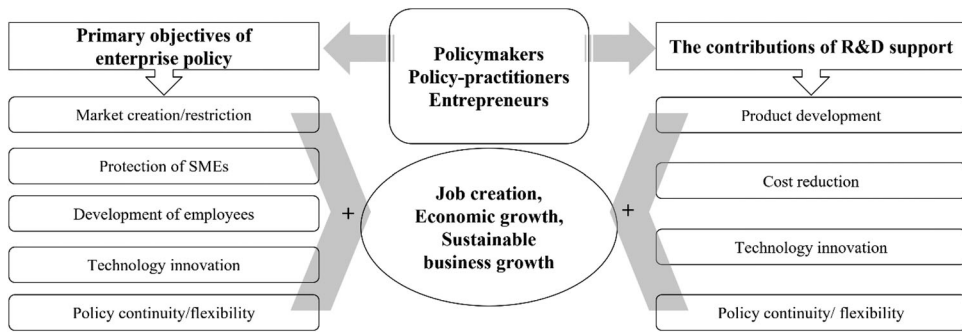 Primary objectives of
enterprise policy
Market creation/restriction
Protection of SMEs
Development of employees
Technology innovation
Policy continuity/flexibility
+
Policymakers
Policy-practitioners
Entrepreneurs
Job creation,
Economic growth,
Sustainable
business growth
+
The contributions of R&D support
Product development
Cost reduction
Technology innovation
Policy continuity/ flexibility